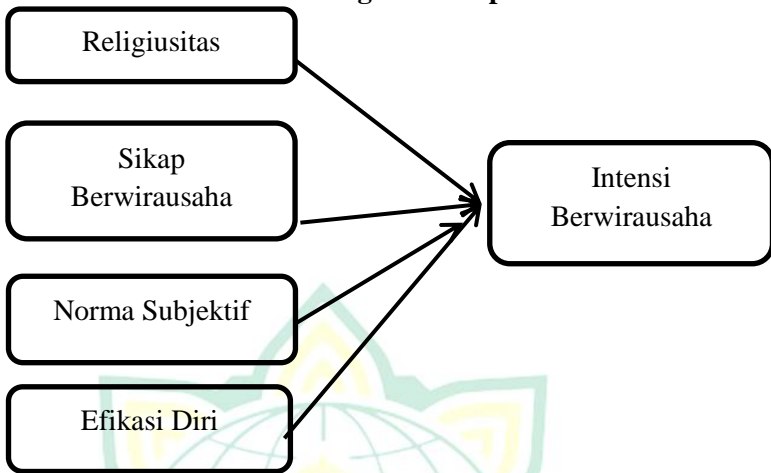 Religiusitas
Sikap
Berwirausaha
Norma Subjektif
Efikasi Diri
Intensi
Berwirausaha